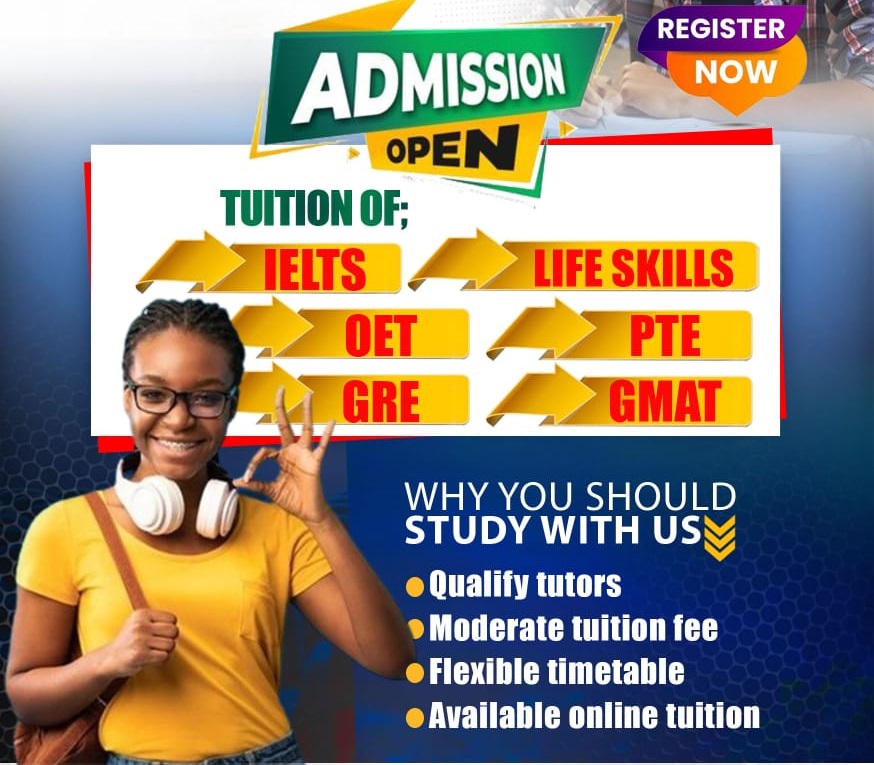 REGISTER
NOW
ADMISSION
OPEN
TUITION OF;
IELTS
LIFE SKILLS
OET
PTE
GRE
GMAT
WHY YOU SHOULD
STUDY WITH US
Qualify tutors
Moderate tuition fee
Flexible timetable
Available online tuition